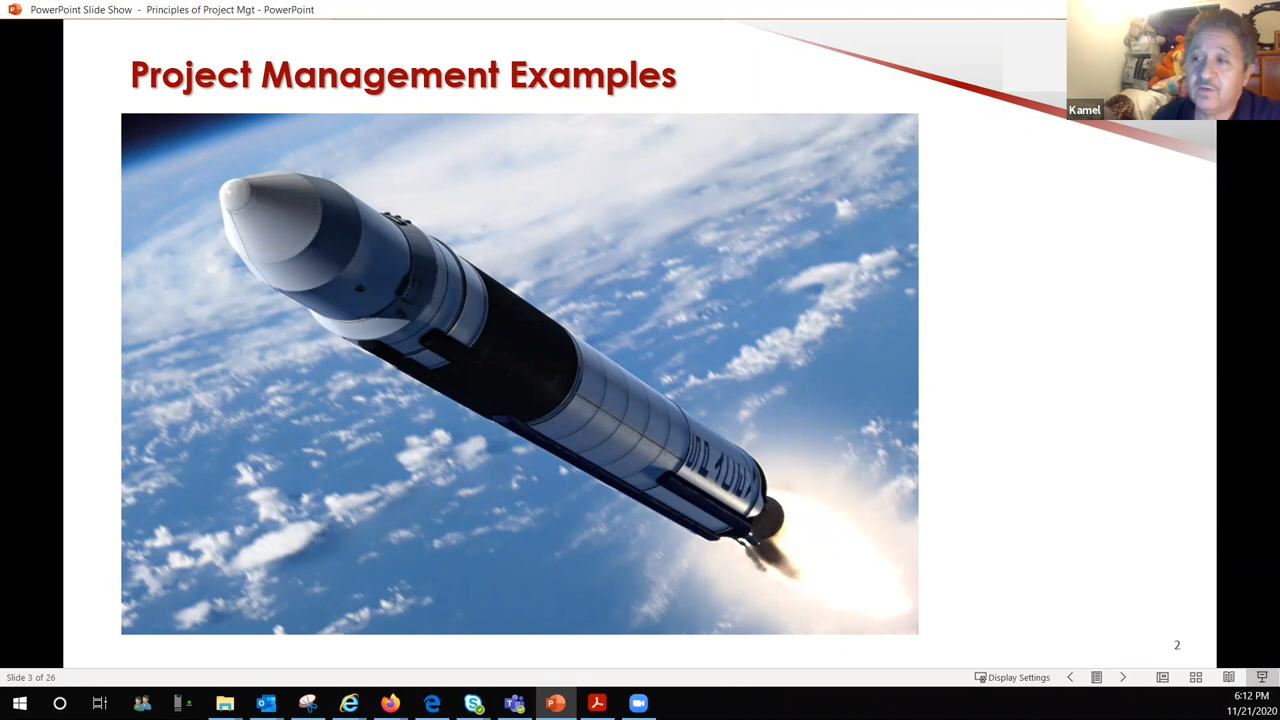 PowerPoint Slide Show - Principles of Project Mgt - PowerPoint
Project Management Examples
Kamel
2
Slide 3 of 26
Display Settings
6:12 PM
11/21/2020